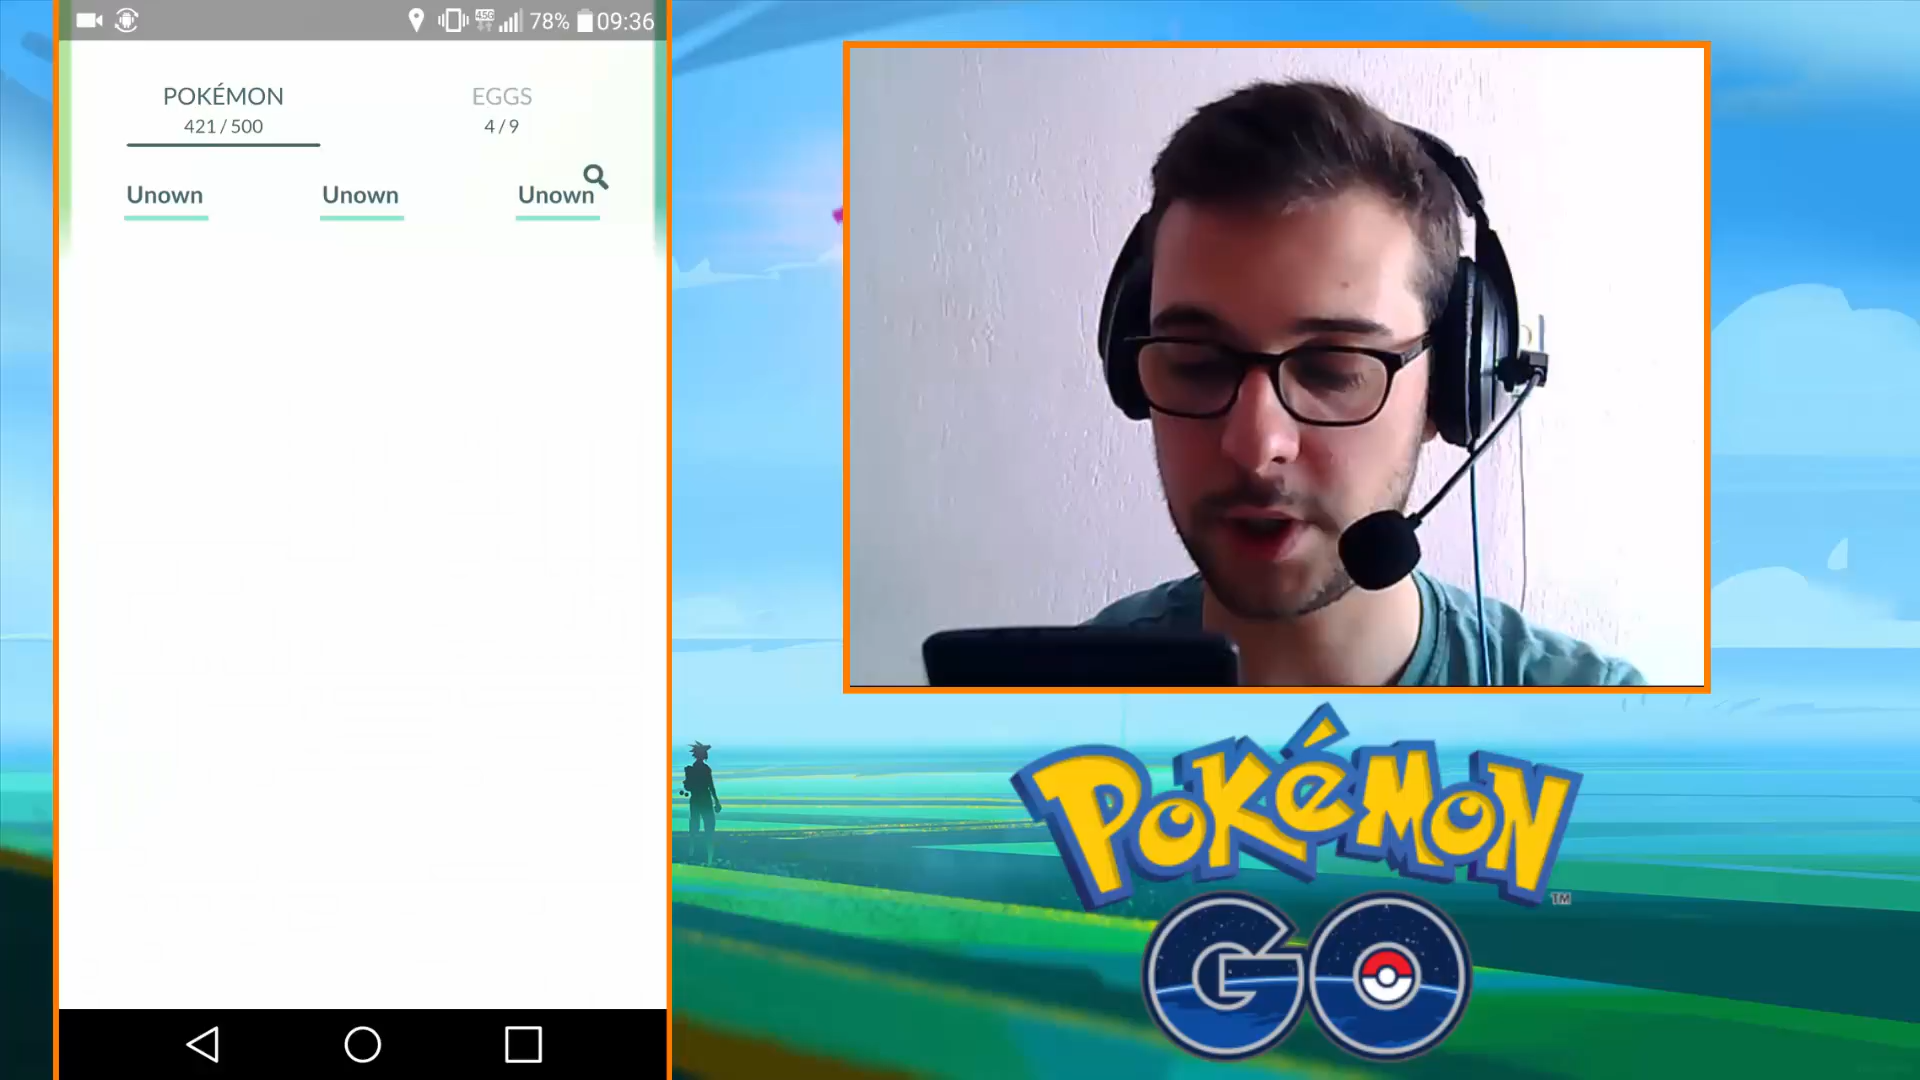 78% 09:36
POKÉMON EGGS
421/500 4/9
Unown Unown Unown
POKÉMON
TM
GO